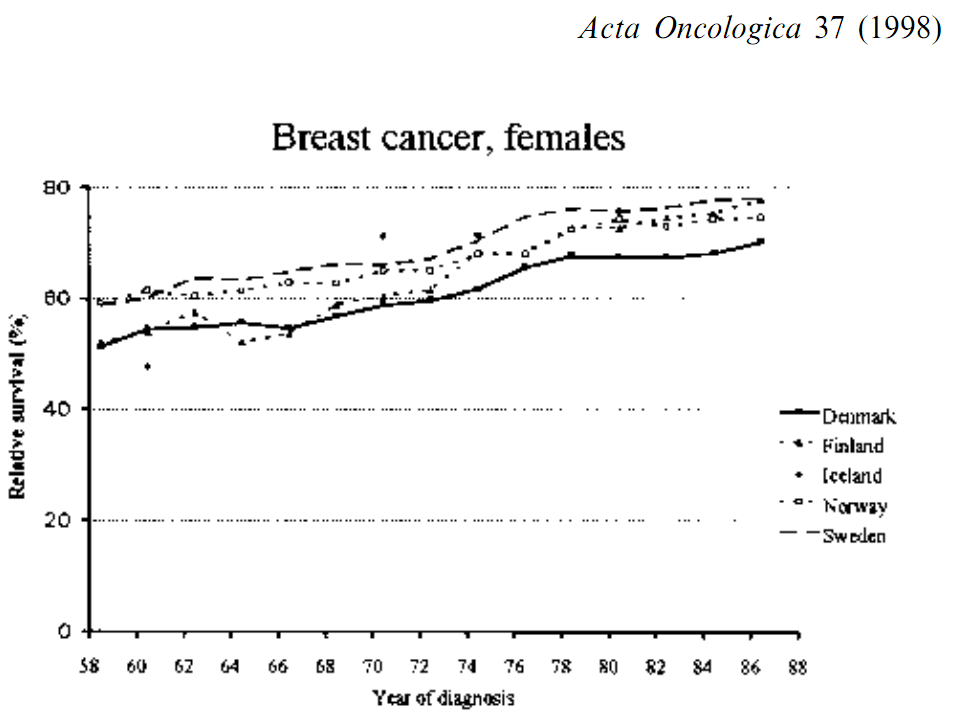 Acta Oncologica 37 (1998)
Breast cancer, females
80
60
40
20
0
Relative survival (%)
58 60 62 64 66 68 70 72 74 76 78 80 82 84 86 88
Year of diagnosis
Denmark
Finland
Iceland
Norway
Sweden